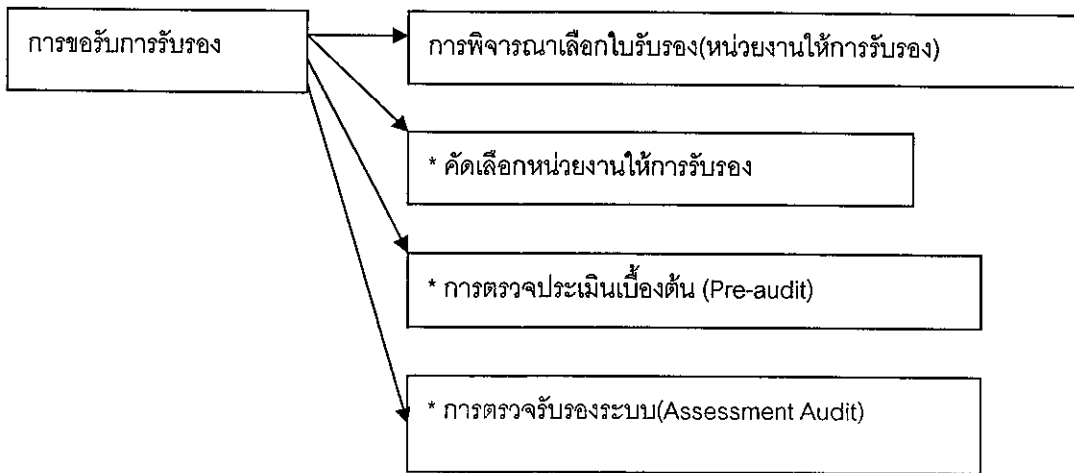 การขอรับการรับรอง
การพิจารณาเลือกใบรับรอง(หน่วยงานให้การรับรอง)
* คัดเลือกหน่วยงานให้การรับรอง
* การตรวจประเมินเบื้องต้น (Pre-audit)
* การตรวจรับรองระบบ(Assessment Audit)